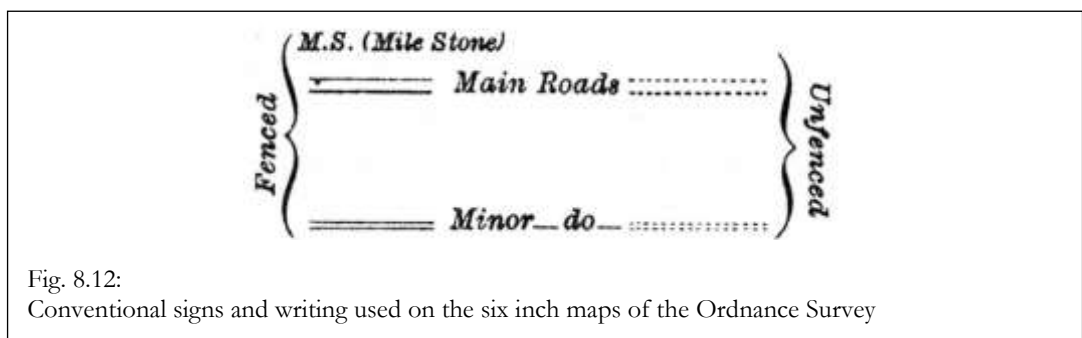 M.S. (Mile Stone)
Fenced
Main Roads
Unfenced
Minor do
Fig. 8.12:
Conventional signs and writing used on the six inch maps of the Ordnance Survey